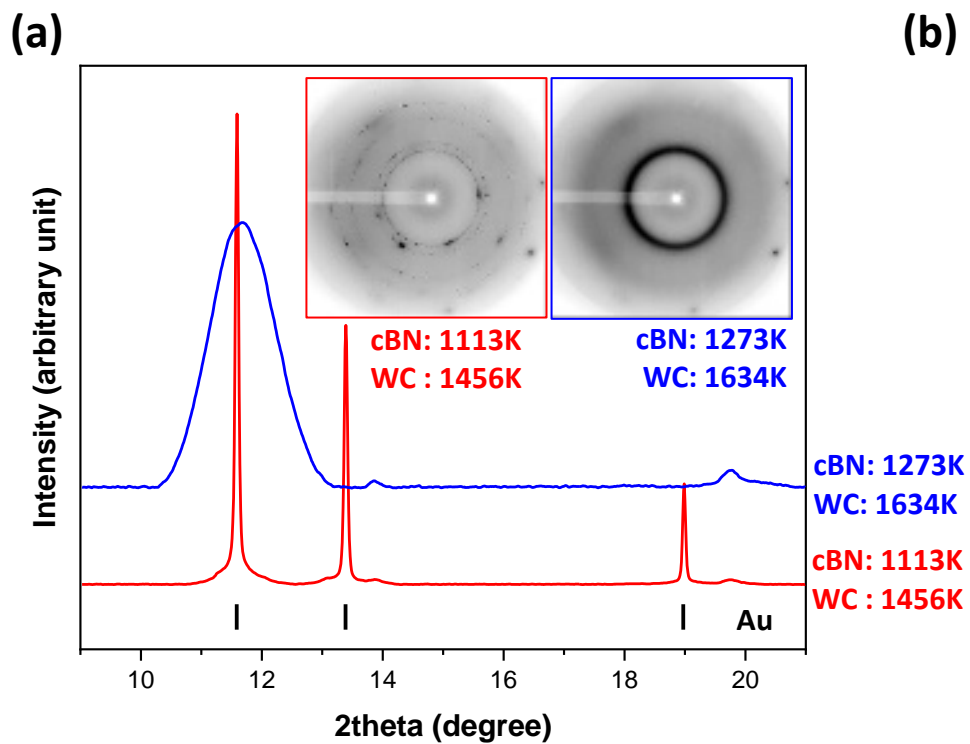 (a)
(b)
Intensity (arbitrary unit)
cBN: 1113K
WC : 1456K
cBN: 1273K
WC: 1634K
cBN: 1273K
WC: 1634K
cBN: 1113K
WC : 1456K
Au
10 12 14 16 18 20
2theta (degree)